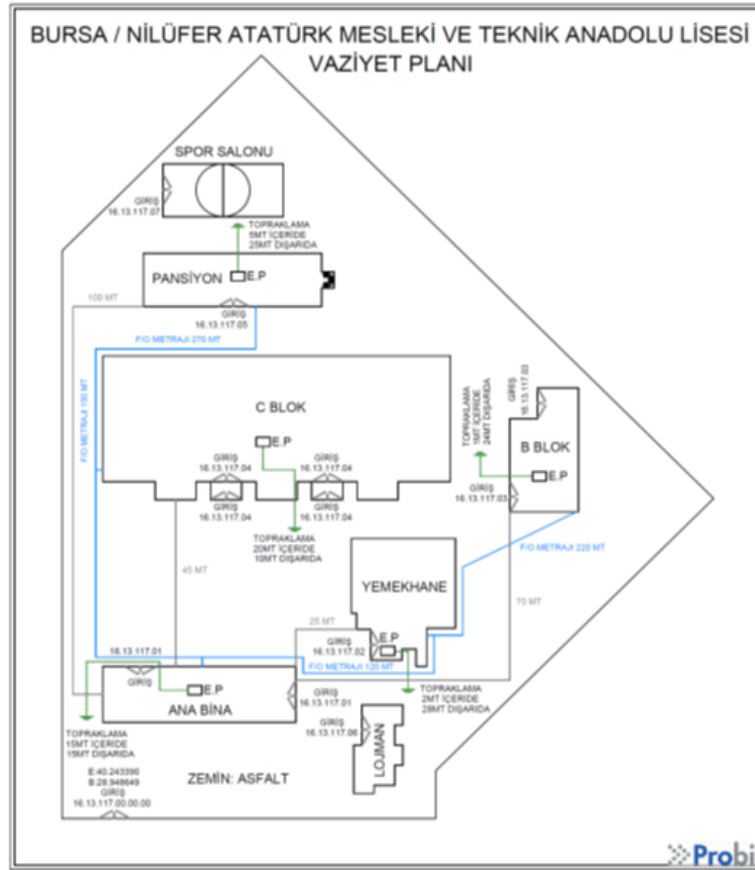 BURSA / NİLÜFER ATATÜRK MESLEKİ VE TEKNİK ANADOLU LİSESİ
VAZİYET PLANI
SPOR SALONU
GİRİŞ
16.13.117.07
TOPRAKLAMA
5MT İÇERİDE
25MT DIŞARIDA
PANSİYON
E.P
100 MT
GİRİŞ
16.13.117.05
F/O METRAJI 270 MT
F/O METRAJI 150 MT
C BLOK
E.P
GİRİŞ
16.13.117.04
GİRİŞ
16.13.117.04
GİRİŞ
16.13.117.04
GİRİŞ
16.13.117.04
TOPRAKLAMA
20MT İÇERİDE
10MT DIŞARIDA
TOPRAKLAMA
1MT İÇERİDE
24MT DIŞARIDA
GİRİŞ
16.13.117.03
B BLOK
E.P
GİRİŞ
16.13.117.03
F/O METRAJI 220 MT
45 MT
YEMEKHANE
70 MT
25 MT
E.P
GİRİŞ
16.13.117.02
16.13.117.01
GİRİŞ
F/O METRAJI 120 MT
E.P
ANA BİNA
GİRİŞ
16.13.117.01
TOPRAKLAMA
2MT İÇERİDE
28MT DIŞARIDA
GİRİŞ
16.13.117.06
LOJMAN
TOPRAKLAMA
15MT İÇERİDE
15MT DIŞARIDA
E:40.243390
B:28.948649
GİRİŞ
16.13.117.00.00.00
ZEMİN: ASFALT
Probi